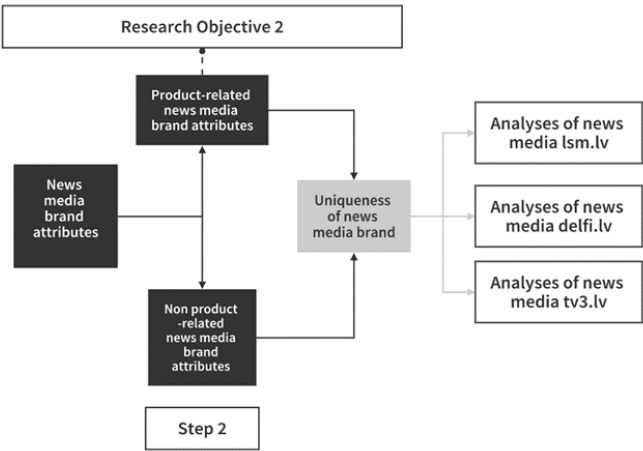 Research Objective 2
Product-related
news media
brand attributes
News
media
brand
attributes
Uniqueness
of news
media brand
Analyses of news
media lsm.lv
Analyses of news
media delfi.lv
Analyses of news
media tv3.lv
Non product
-related
news media
brand
attributes
Step 2